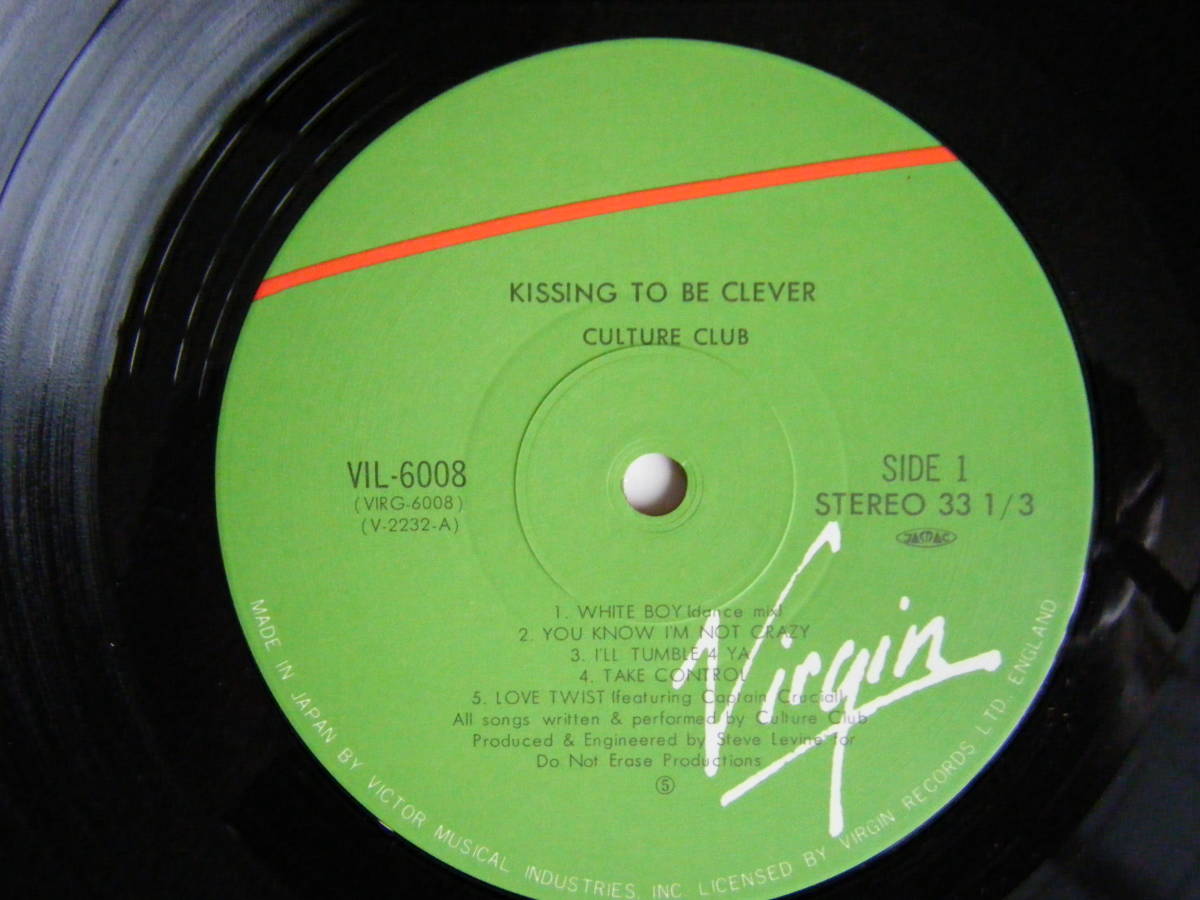 KISSING TO BE CLEVER
CULTURE CLUB
VIL-6008
(VIRG-6008)
(V-2232-A)
SIDE 1
STEREO 33 1/3
JASRAC
1. WHITE BOY (dance mix)
2. YOU KNOW I'M NOT CRAZY
3. I'LL TUMBLE 4 YA
4. TAKE CONTROL
5. LOVE TWIST (featuring Captain Crucial)
All songs written & performed by Culture Club
Produced & Engineered by Steve Levine for
Do Not Erase Productions
⑤
Virgin
MADE IN JAPAN BY VICTOR MUSICAL INDUSTRIES, INC. LICENSED BY VIRGIN RECORDS LTD. ENGLAND